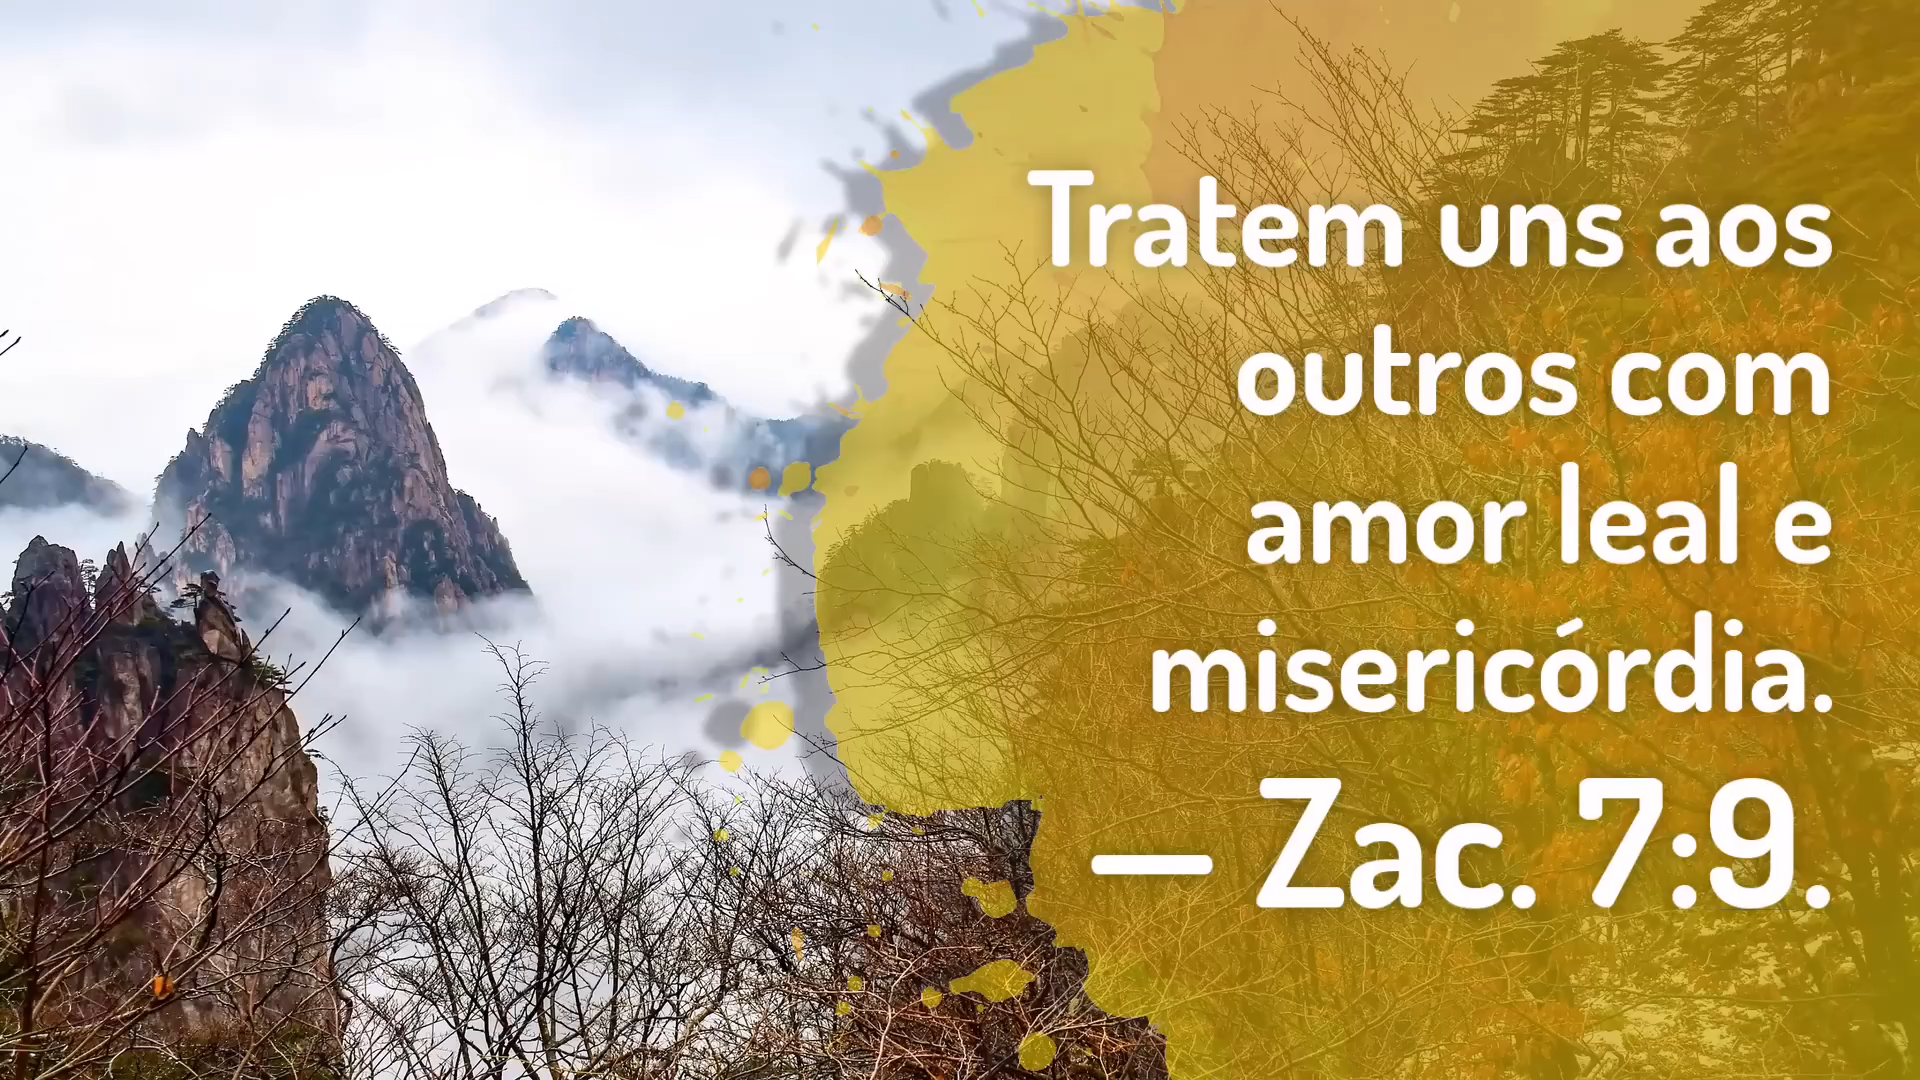 Tratem uns aos
outros com
amor leal e
misericórdia.
— Zac. 7:9.